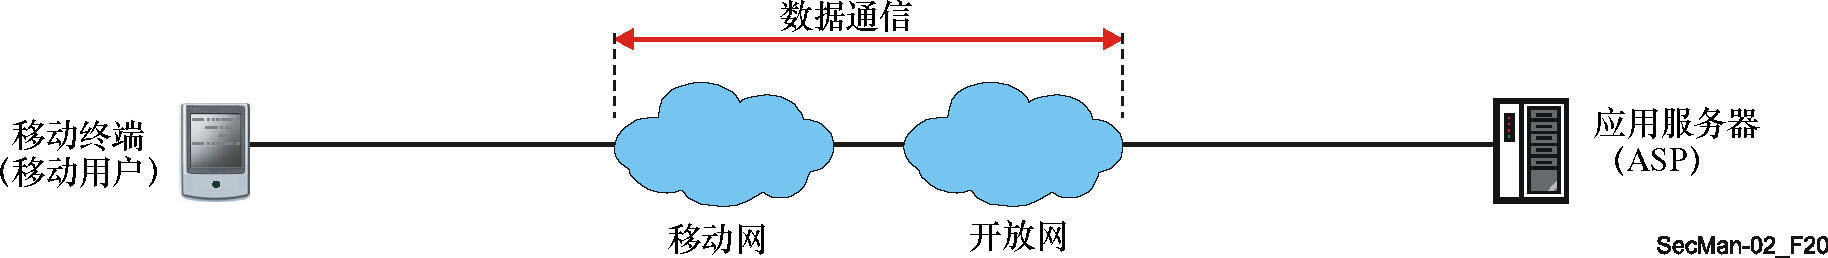 数据通信
移动终端
(移动用户)
移动网
开放网
应用服务器
(ASP)
SecMan-02_F20